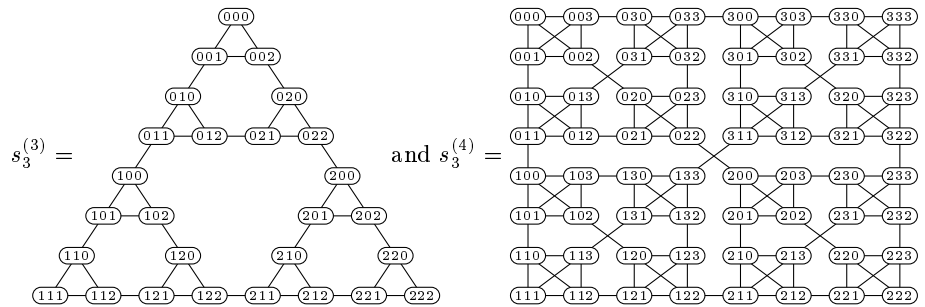 000
001 002
010 020
011 012 021 022
s_3^{(3)} =
100 200
101 102 201 202
110 120 210 220
111 112 121 122 211 212 221 222
and s_3^{(4)} =
000 003 030 033 300 303 330 333
001 002 031 032 301 302 331 332
010 013 020 023 310 313 320 323
011 012 021 022 311 312 321 322
100 103 130 133 200 203 230 233
101 102 131 132 201 202 231 232
110 113 120 123 210 213 220 223
111 112 121 122 211 212 221 222